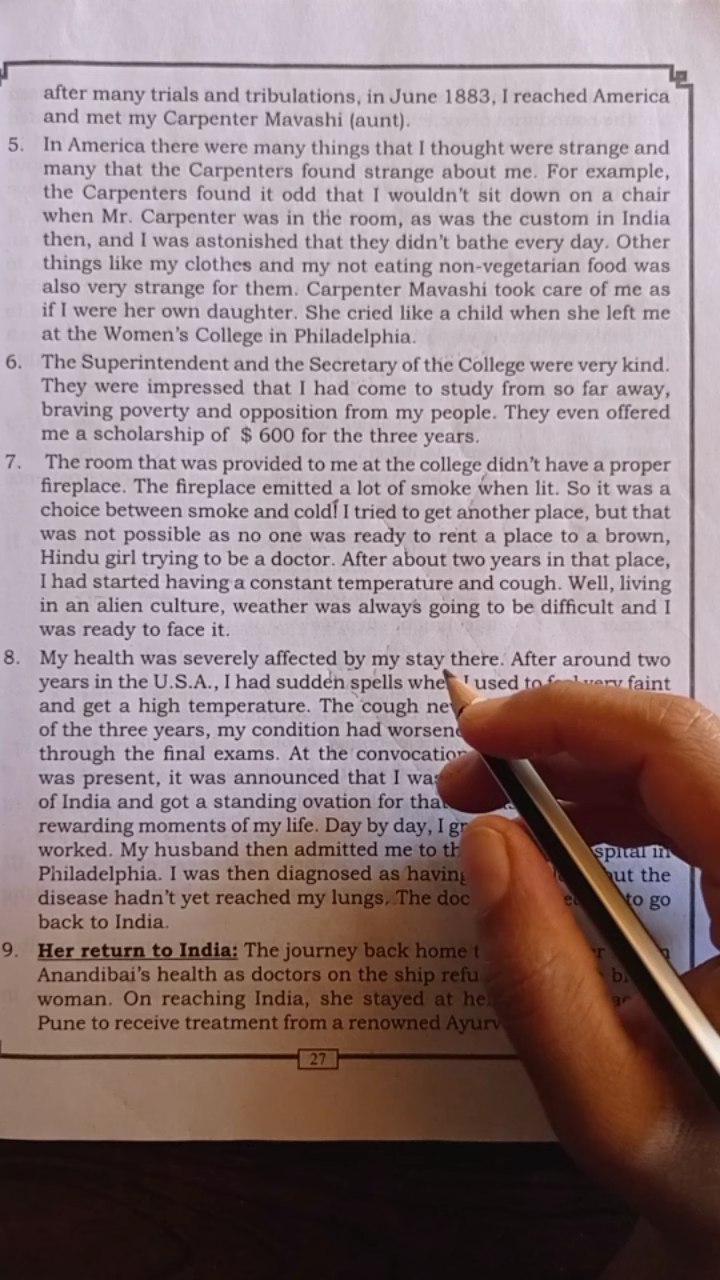 after many trials and tribulations, in June 1883, I reached America
and met my Carpenter Mavashi (aunt).
5. In America there were many things that I thought were strange and
many that the Carpenters found strange about me. For example,
the Carpenters found it odd that I wouldn't sit down on a chair
when Mr. Carpenter was in the room, as was the custom in India
then, and I was astonished that they didn't bathe every day. Other
things like my clothes and my not eating non-vegetarian food was
also very strange for them. Carpenter Mavashi took care of me as
if I were her own daughter. She cried like a child when she left me
at the Women's College in Philadelphia.
6. The Superintendent and the Secretary of the College were very kind.
They were impressed that I had come to study from so far away,
braving poverty and opposition from my people. They even offered
me a scholarship of $ 600 for the three years.
7. The room that was provided to me at the college didn't have a proper
fireplace. The fireplace emitted a lot of smoke when lit. So it was a
choice between smoke and cold! I tried to get another place, but that
was not possible as no one was ready to rent a place to a brown,
Hindu girl trying to be a doctor. After about two years in that place,
I had started having a constant temperature and cough. Well, living
in an alien culture, weather was always going to be difficult and I
was ready to face it.
8. My health was severely affected by my stay there. After around two
years in the U.S.A., I had sudden spells I used to very faint
and get a high temperature. The cough
of the three years, my condition had
through the final exams. At the
was present, it was announced that I
of India and got a standing ovation for
rewarding moments of my life. Day by day, I
worked. My husband then admitted me to in
Philadelphia. I was then diagnosed as the
disease hadn't yet reached my lungs. The to go
back to India.
9. Her return to India: The journey back home
Anandibai's health as doctors on the ship
woman. On reaching India, she stayed at
Pune to receive treatment from a renowned
27